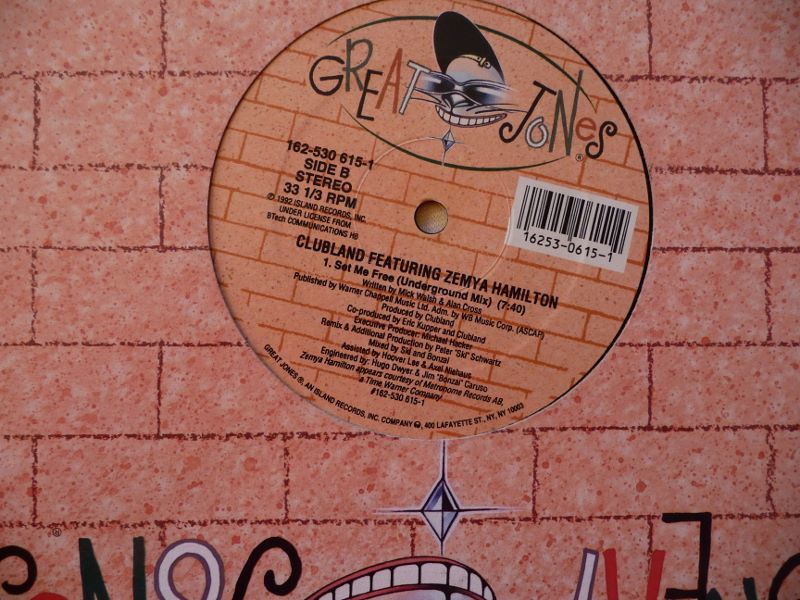 GREAT JONES®
162-530 615-1
SIDE B
STEREO
33 1/3 RPM
℗ 1992 ISLAND RECORDS, INC.
UNDER LICENSE FROM
BTech COMMUNICATIONS HB
16253-0615-1
CLUBLAND FEATURING ZEMYA HAMILTON
1. Set Me Free (Underground Mix) (7:40)
Written by Mick Walsh & Alan Cross
Published by Warner Chappell Music Ltd. Adm. by WB Music Corp. (ASCAP)
Produced by Clubland
Co-produced by Eric Kupper and Clubland
Executive Producer Michael Hacker
Remix & Additional Production by Peter "Ski" Schwartz
Mixed by Ski and Bonzai
Assisted by Hoover Lee & Axel Niehaus
Engineered by: Hugo Dwyer & Jim "Bonzai" Caruso
Zemya Hamilton appears courtesy of Metronome Records AB,
a Time Warner Company
#162-530 615-1
GREAT JONES ®, AN ISLAND RECORDS, INC. COMPANY ℗, 400 LAFAYETTE ST., NY, NY 10003